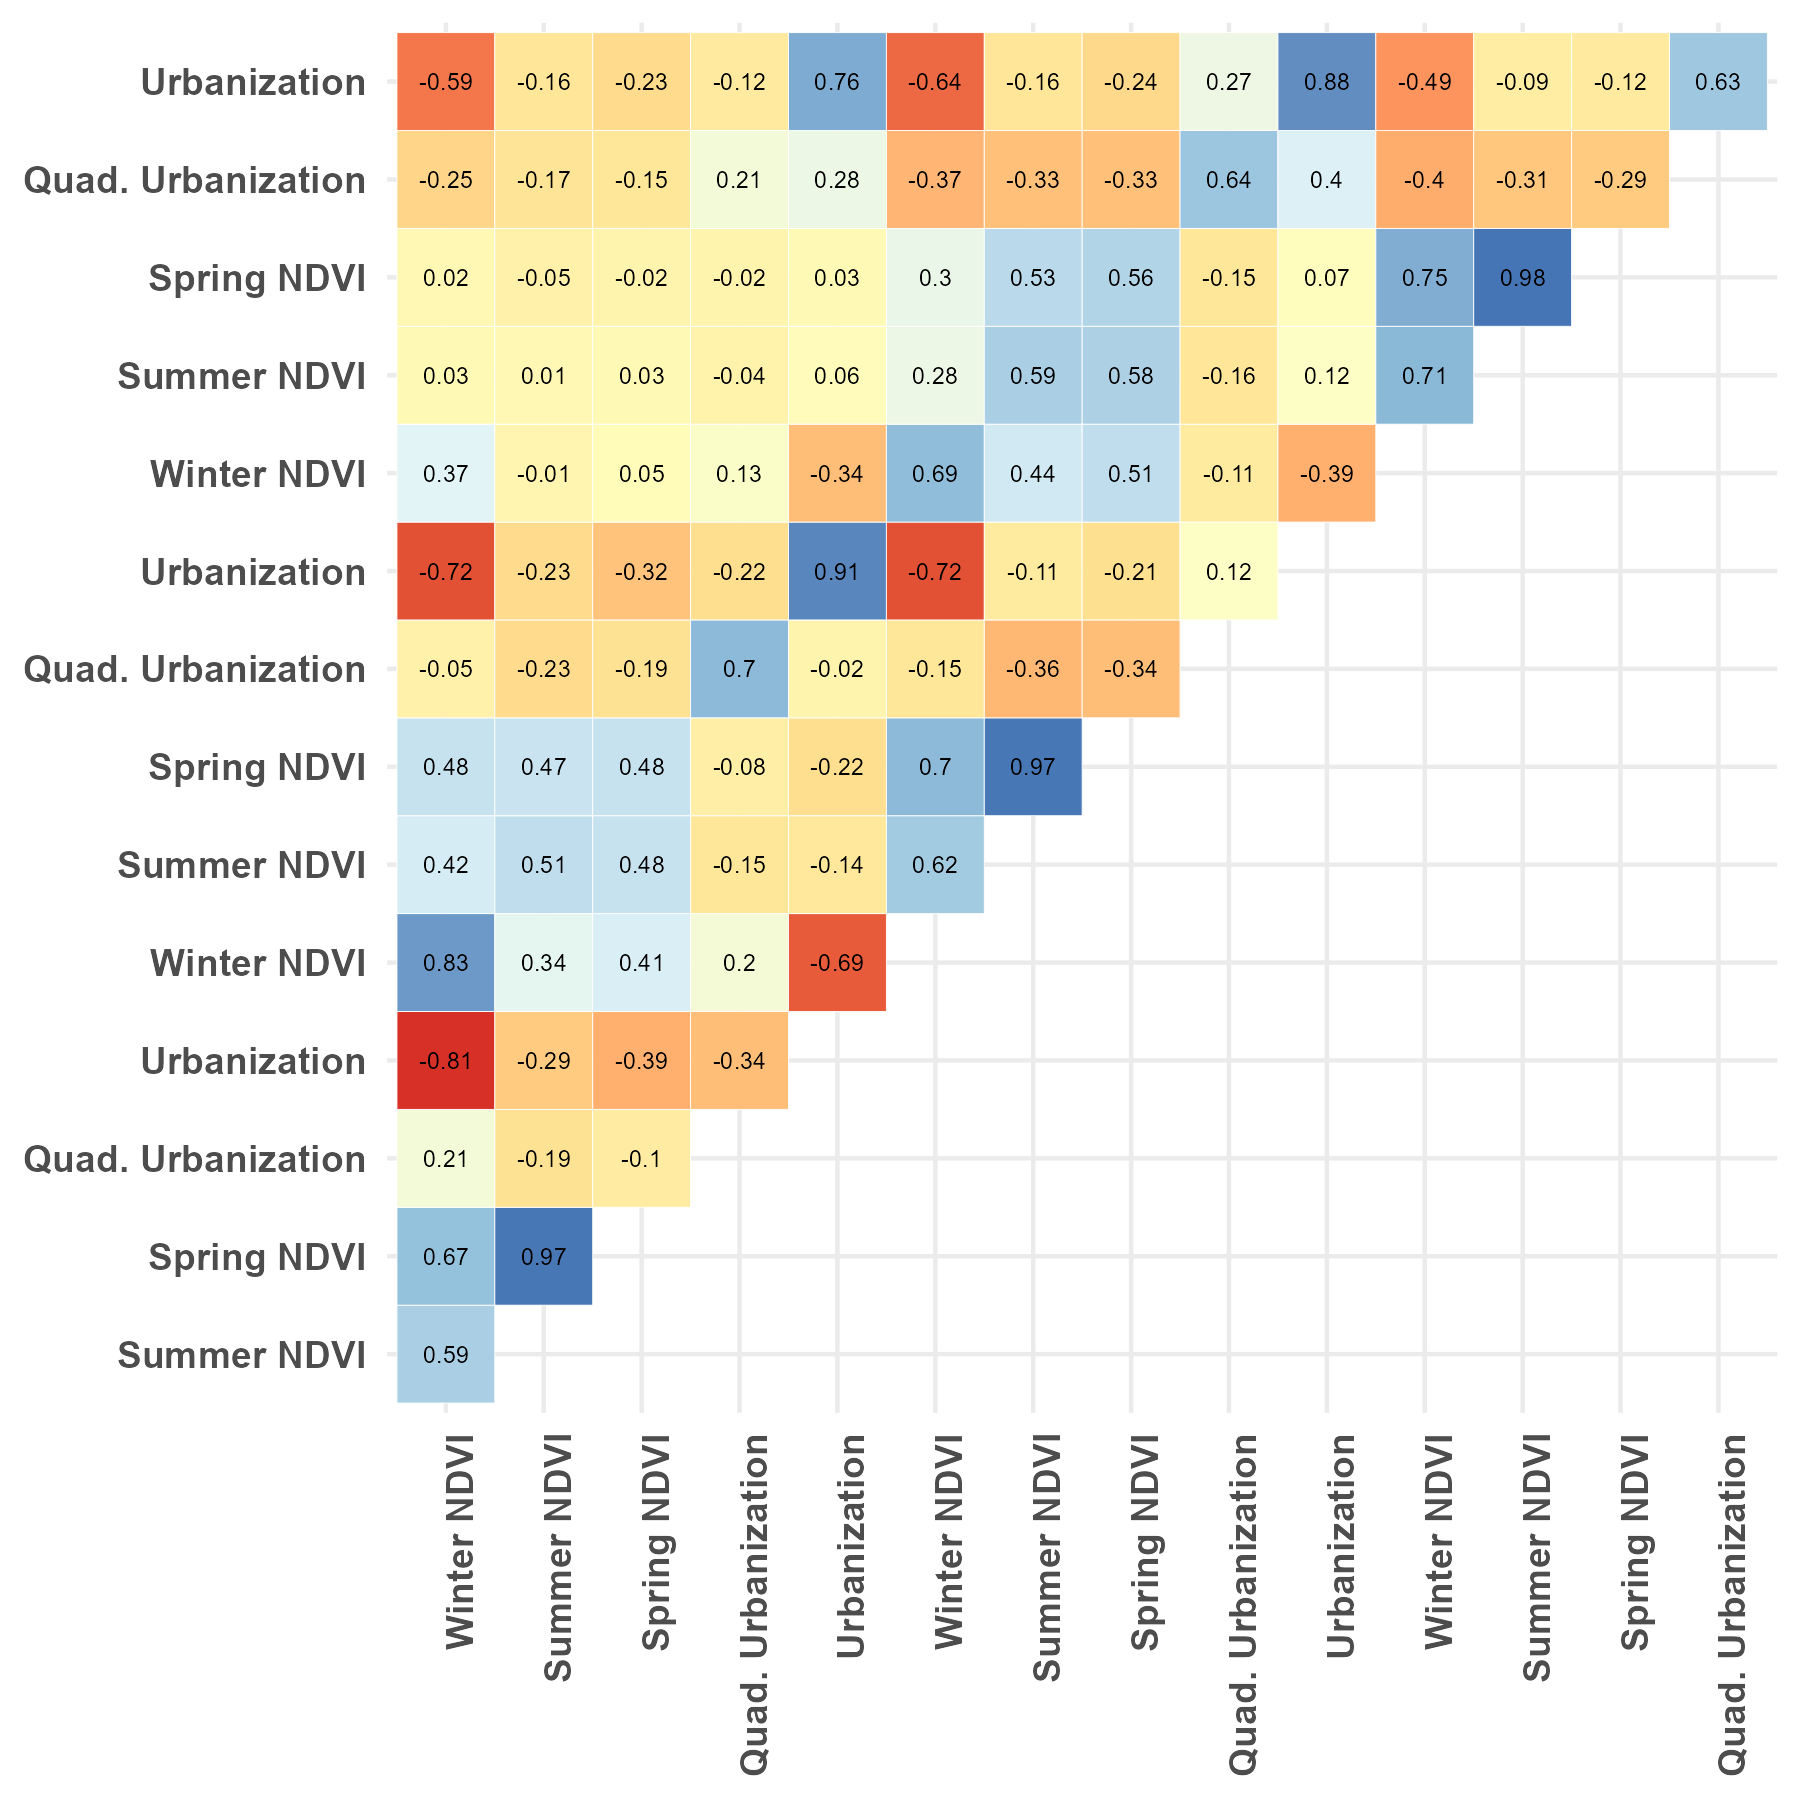 Urbanization -0.59 -0.16 -0.23 -0.12 0.76 -0.64 -0.16 -0.24 0.27 0.88 -0.49 -0.09 -0.12 0.63
Quad. Urbanization -0.25 -0.17 -0.15 0.21 0.28 -0.37 -0.33 -0.33 0.64 0.4 -0.4 -0.31 -0.29
Spring NDVI 0.02 -0.05 -0.02 -0.02 0.03 0.3 0.53 0.56 -0.15 0.07 0.75 0.98
Summer NDVI 0.03 0.01 0.03 -0.04 0.06 0.28 0.59 0.58 -0.16 0.12 0.71
Winter NDVI 0.37 -0.01 0.05 0.13 -0.34 0.69 0.44 0.51 -0.11 -0.39
Urbanization -0.72 -0.23 -0.32 -0.22 0.91 -0.72 -0.11 -0.21 0.12
Quad. Urbanization -0.05 -0.23 -0.19 0.7 -0.02 -0.15 -0.36 -0.34
Spring NDVI 0.48 0.47 0.48 -0.08 -0.22 0.7 0.97
Summer NDVI 0.42 0.51 0.48 -0.15 -0.14 0.62
Winter NDVI 0.83 0.34 0.41 0.2 -0.69
Urbanization -0.81 -0.29 -0.39 -0.34
Quad. Urbanization 0.21 -0.19 -0.1
Spring NDVI 0.67 0.97
Summer NDVI 0.59
Winter NDVI
Summer NDVI
Spring NDVI
Quad. Urbanization
Urbanization
Winter NDVI
Summer NDVI
Spring NDVI
Quad. Urbanization
Urbanization
Winter NDVI
Summer NDVI
Spring NDVI
Quad. Urbanization